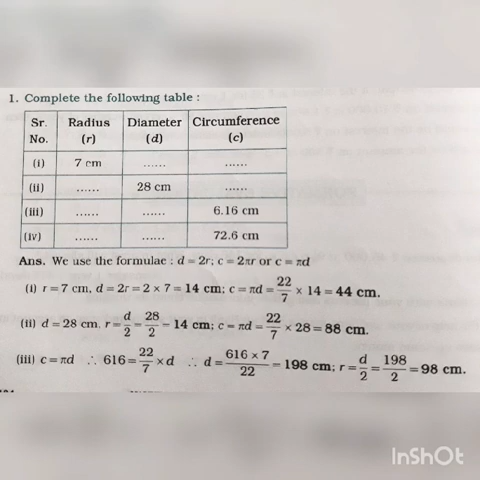 1. Complete the following table :
Sr. No. Radius (r) Diameter (d) Circumference (c)
(i) 7 cm ...... ......
(ii) ...... 28 cm ......
(iii) ...... ...... 6.16 cm
(iv) ...... ...... 72.6 cm
Ans. We use the formulae : d = 2r; c = 2πr or c = πd
(i) r = 7 cm, d = 2r = 2 × 7 = 14 cm; c = πd = 22/7 × 14 = 44 cm.
(ii) d = 28 cm. r = d/2 = 28/2 = 14 cm; c = πd = 22/7 × 28 = 88 cm.
(iii) c = πd ∴ 616 = 22/7 × d ∴ d = 616 × 7/22 = 198 cm; r = d/2 = 198/2 = 98 cm.
InShOt